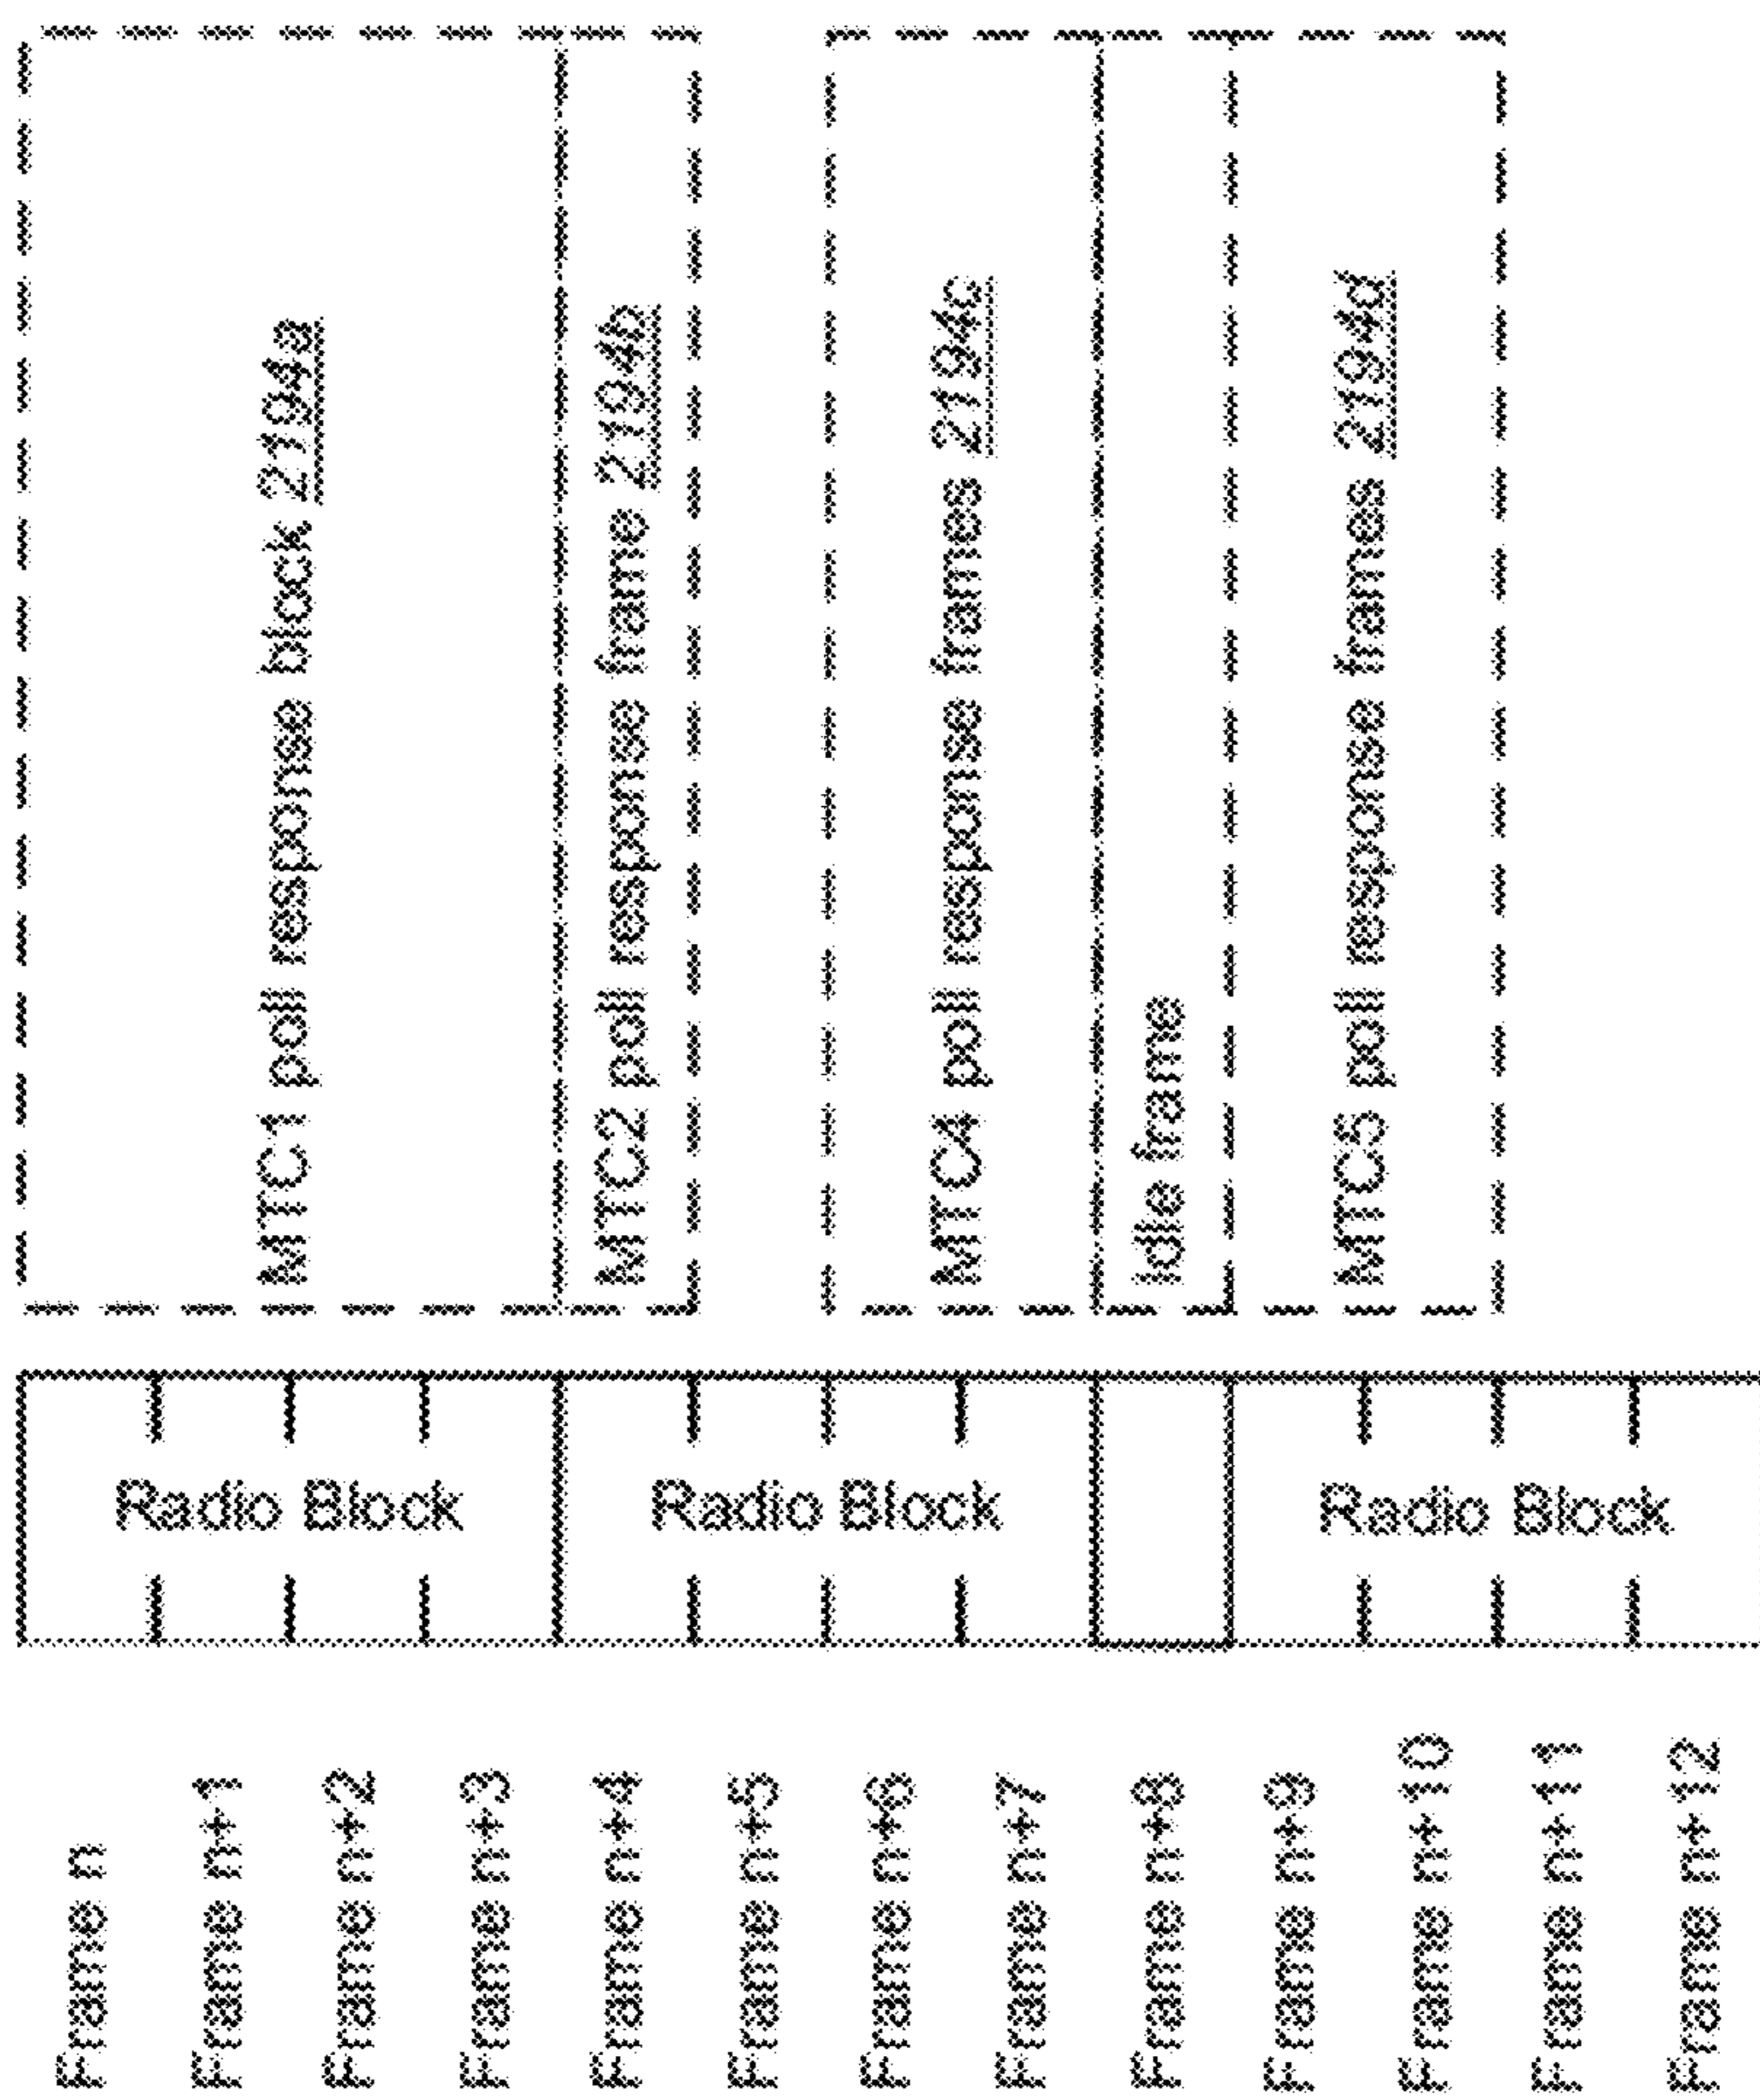 MTC1 poll response block 2194a
MTC2 poll response frame 2194b
MTC4 poll response frames 2194c
Idle frame
MTC5 poll response frames 2194d
Radio Block
Radio Block
Radio Block
Frame n
Frame n+1
Frame n+2
Frame n+3
Frame n+4
Frame n+5
Frame n+6
Frame n+7
Frame n+8
Frame n+9
Frame n+10
Frame n+11
Frame n+12